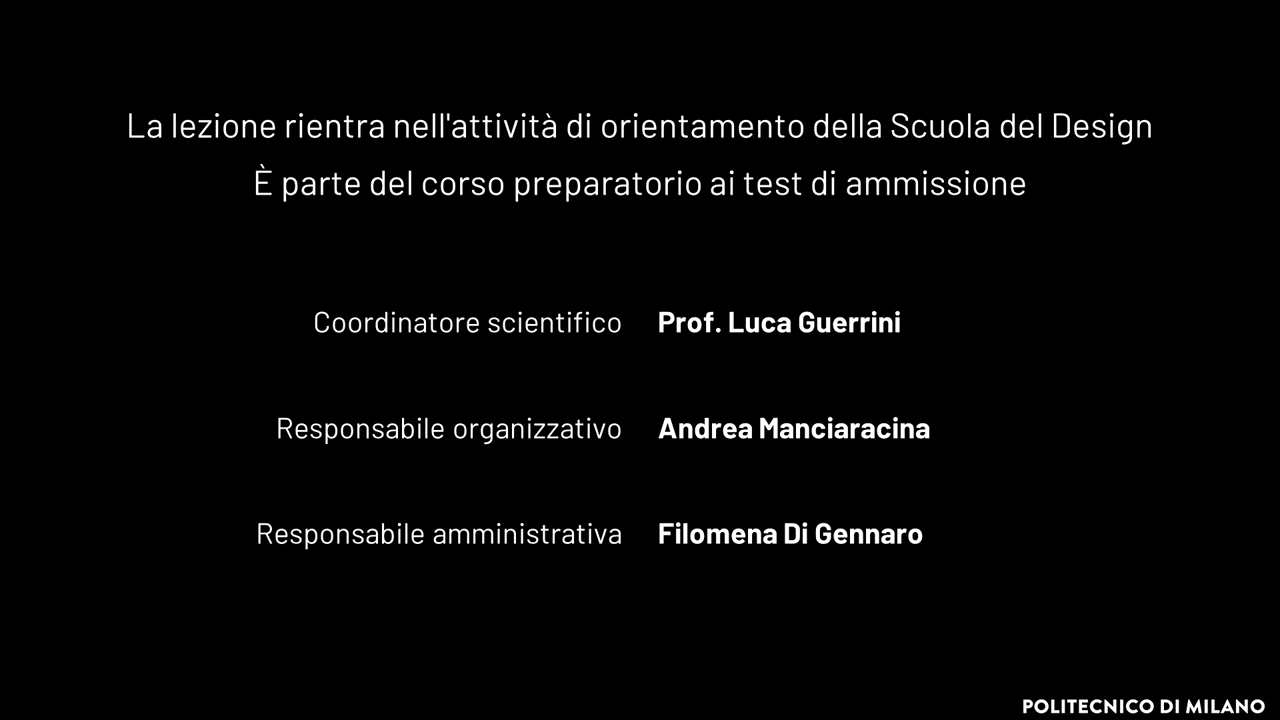 La lezione rientra nell'attività di orientamento della Scuola del Design
È parte del corso preparatorio ai test di ammissione
Coordinatore scientifico Prof. Luca Guerrini
Responsabile organizzativo Andrea Manciaracina
Responsabile amministrativa Filomena Di Gennaro
POLITECNICO DI MILANO